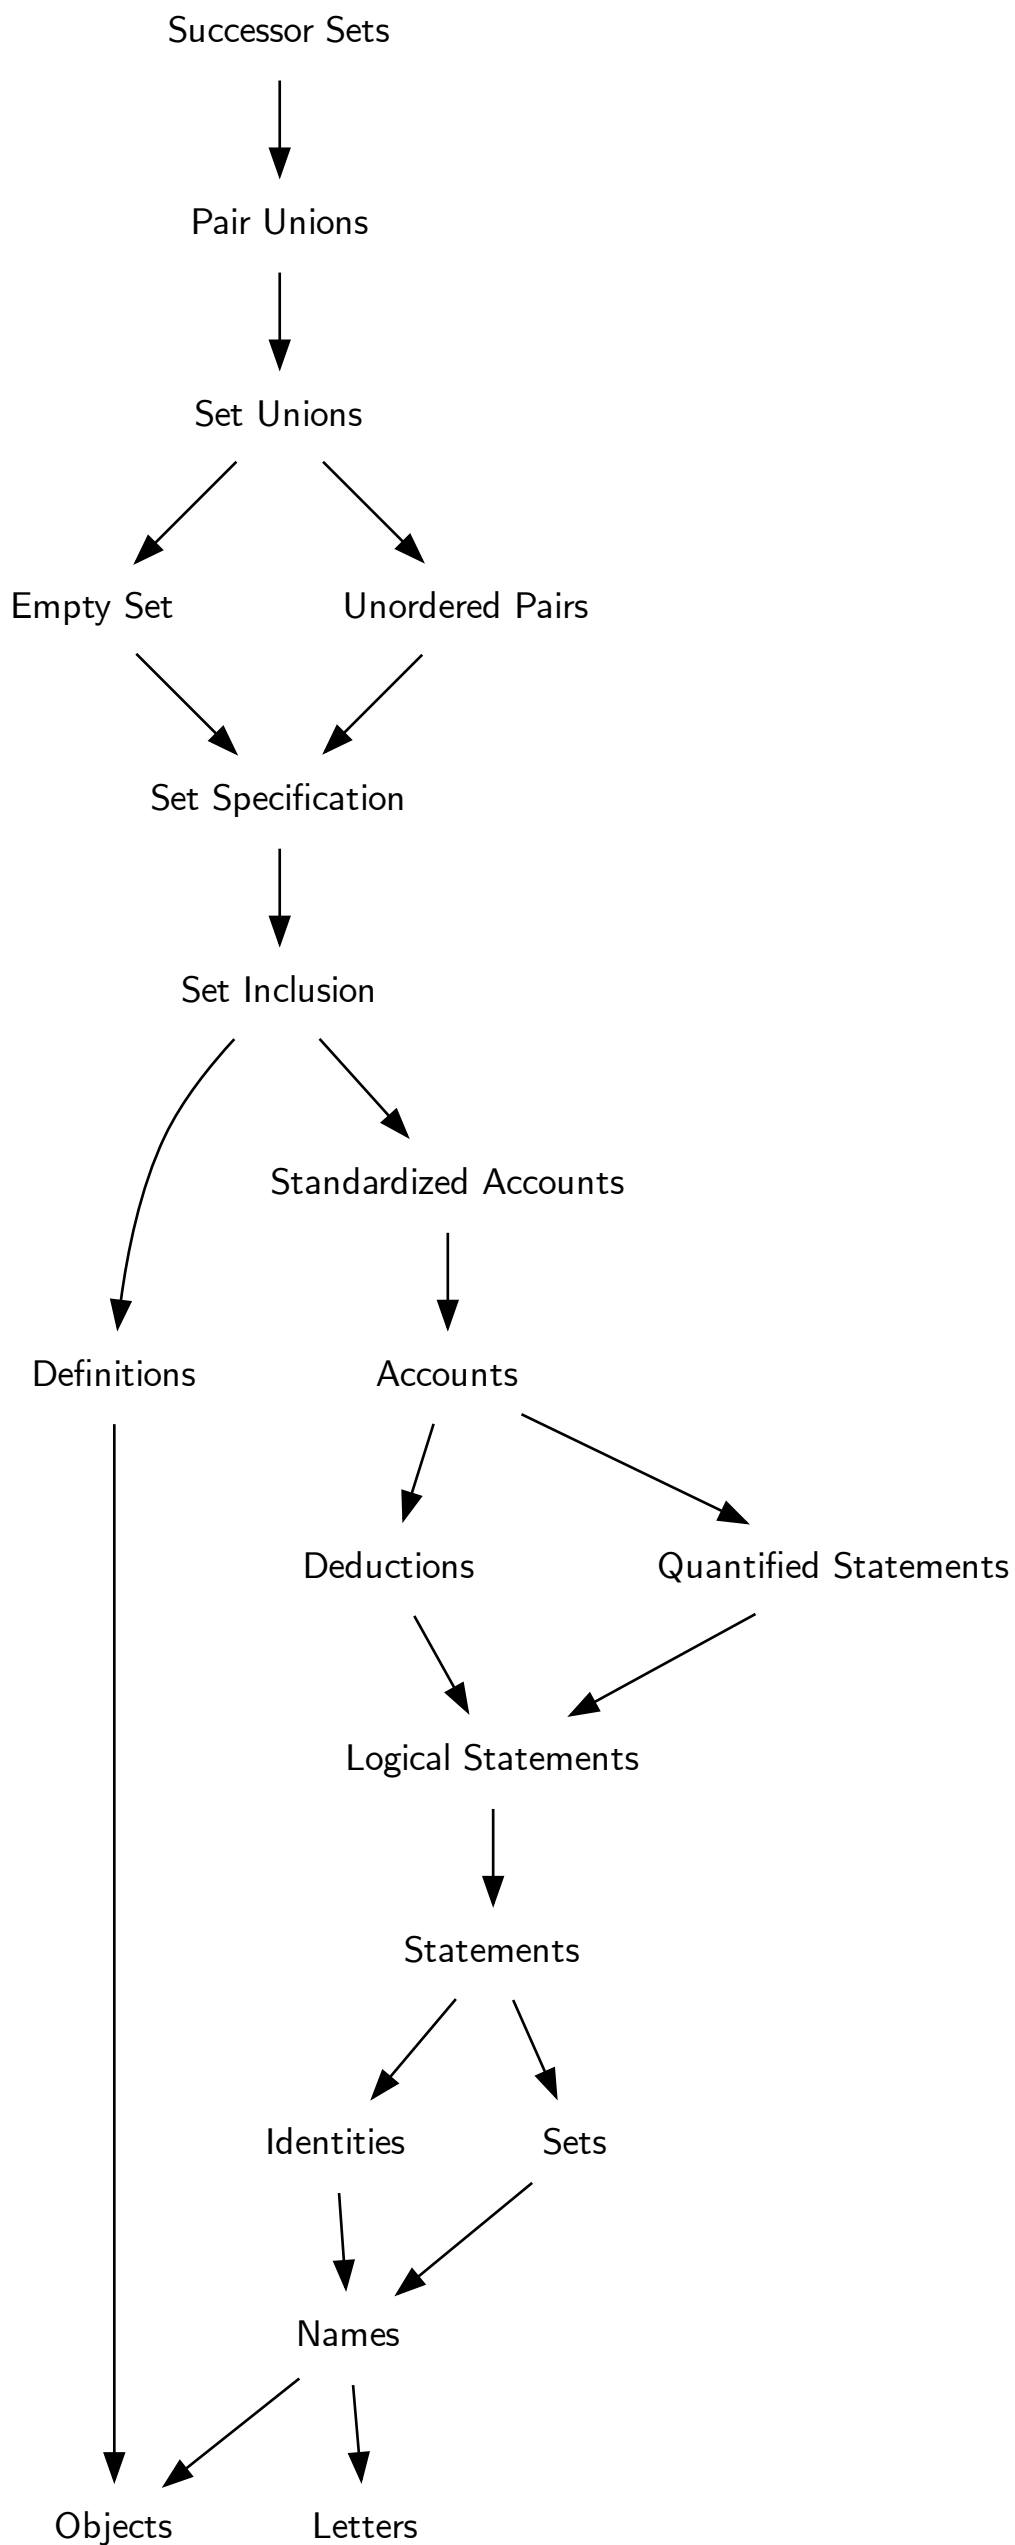 Successor Sets
Pair Unions
Set Unions
Empty Set
Unordered Pairs
Set Specification
Set Inclusion
Standardized Accounts
Definitions
Accounts
Deductions
Quantified Statements
Logical Statements
Statements
Identities
Sets
Names
Objects
Letters